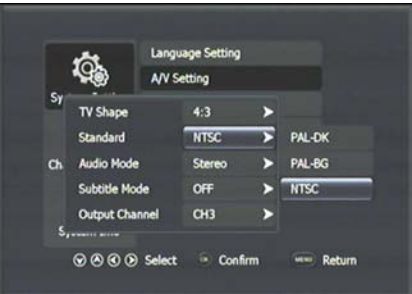 Language Setting
A/V Setting
TV Shape 4:3
Standard NTSC PAL-DK
Audio Mode Stereo PAL-BG
Subtitle Mode OFF NTSC
Output Channel CH3
Select OK Confirm MENU Return